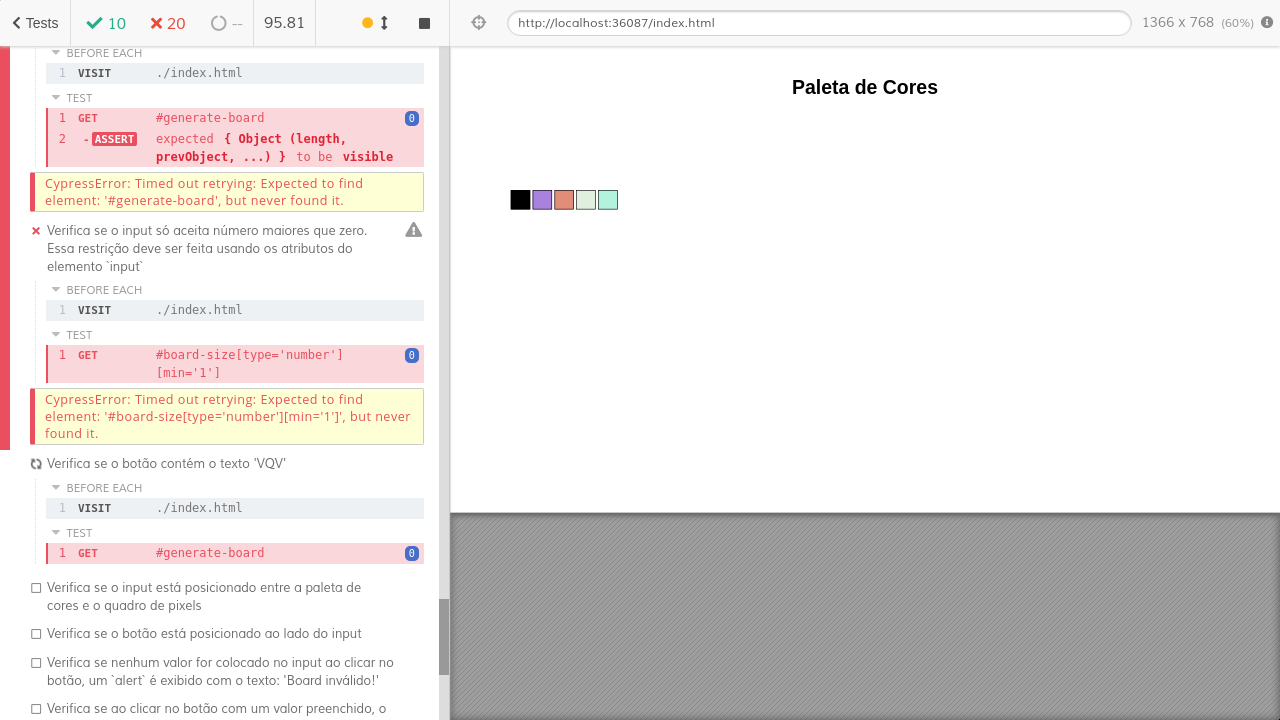 Tests
10
20
--
95.81
http://localhost:36087/index.html
1366 x 768 (60%)
BEFORE EACH
1 VISIT ./index.html
TEST
1 GET #generate-board 0
2 -ASSERT expected { Object (length,
prevObject, ...) } to be visible
CypressError: Timed out retrying: Expected to find
element: '#generate-board', but never found it.
Verifica se o input só aceita número maiores que zero.
Essa restrição deve ser feita usando os atributos do
elemento `input`
BEFORE EACH
1 VISIT ./index.html
TEST
1 GET #board-size[type='number'] 0
[min='1']
CypressError: Timed out retrying: Expected to find
element: '#board-size[type='number'][min='1']', but never
found it.
Verifica se o botão contém o texto 'VQV'
BEFORE EACH
1 VISIT ./index.html
TEST
1 GET #generate-board 0
Verifica se o input está posicionado entre a paleta de
cores e o quadro de pixels
Verifica se o botão está posicionado ao lado do input
Verifica se nenhum valor for colocado no input ao clicar no
botão, um `alert` é exibido com o texto: 'Board inválido!'
Verifica se ao clicar no botão com um valor preenchido, o
Paleta de Cores